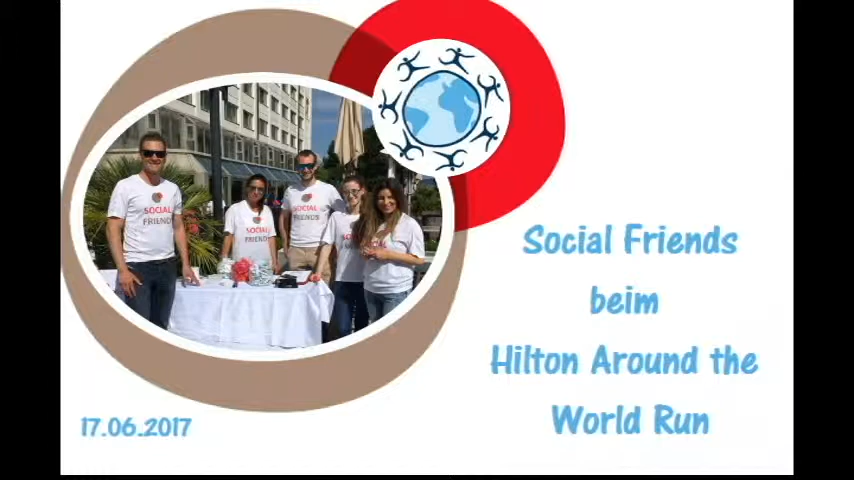 SOCIAL
FRIENDS
SOCIAL
FRIENDS
SOCIAL
FRIENDS
Social Friends
beim
Hilton Around the
World Run
17.06.2017